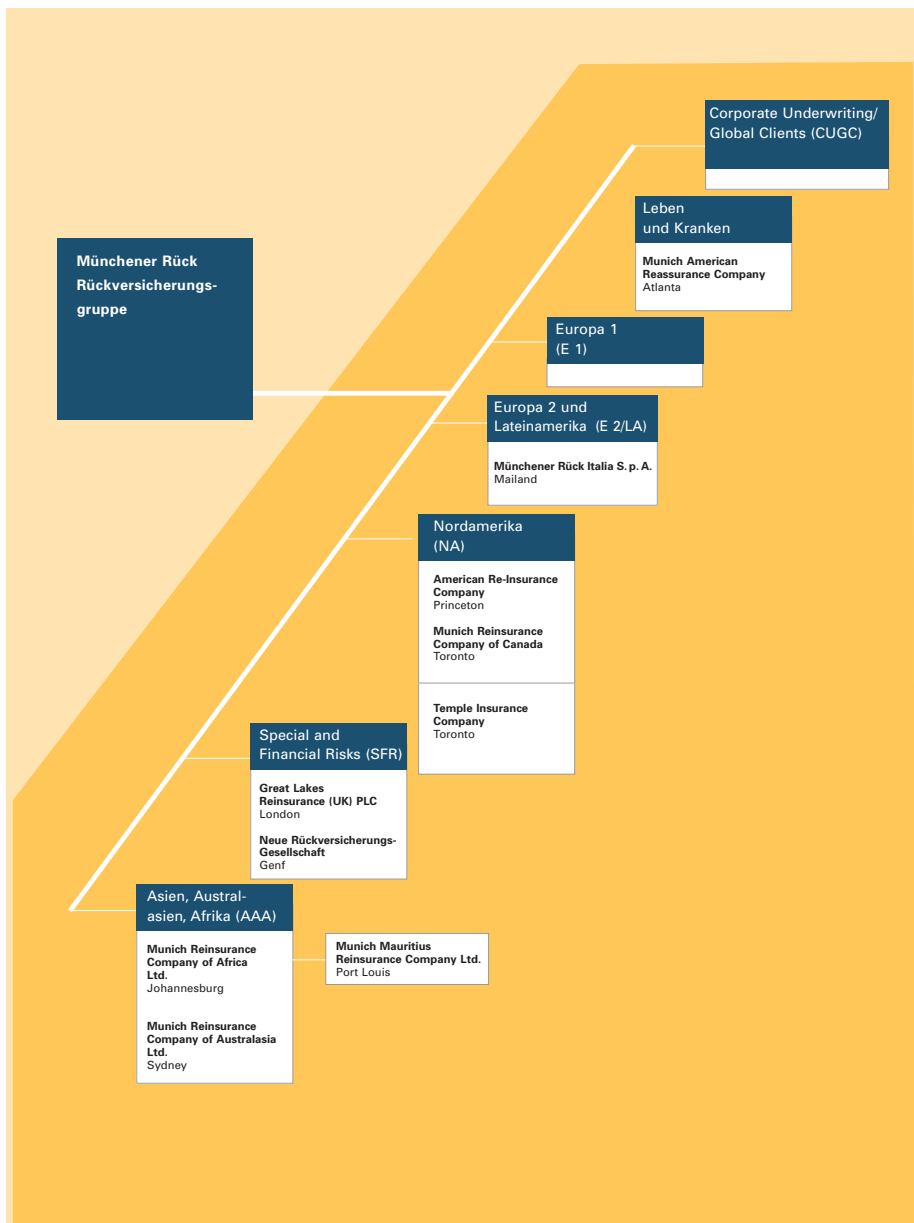 Corporate Underwriting/
Global Clients (CUGC)
Leben
und Kranken
Munich American
Reassurance Company
Atlanta
Münchener Rück
Rückversicherungs-
gruppe
Europa 1
(E 1)
Europa 2 und
Lateinamerika (E 2/LA)
Münchener Rück Italia S. p. A.
Mailand
Nordamerika
(NA)
American Re-Insurance
Company
Princeton
Munich Reinsurance
Company of Canada
Toronto
Temple Insurance
Company
Toronto
Special and
Financial Risks (SFR)
Great Lakes
Reinsurance (UK) PLC
London
Neue Rückversicherungs-
Gesellschaft
Genf
Asien, Austral-
asien, Afrika (AAA)
Munich Reinsurance
Company of Africa
Ltd.
Johannesburg
Munich Reinsurance
Company of Australasia
Ltd.
Sydney
Munich Mauritius
Reinsurance Company Ltd.
Port Louis